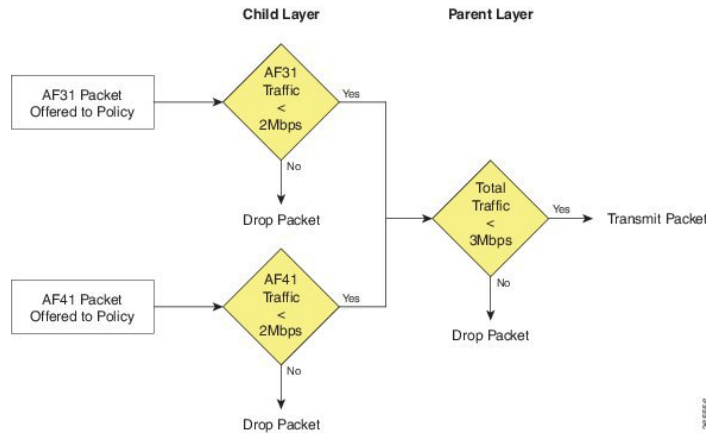 Child Layer
Parent Layer
AF31 Packet
Offered to Policy
AF31
Traffic
<
2Mbps
Yes
No
Drop Packet
AF41 Packet
Offered to Policy
AF41
Traffic
<
2Mbps
Yes
No
Drop Packet
Total
Traffic
<
3Mbps
Yes
Transmit Packet
No
Drop Packet